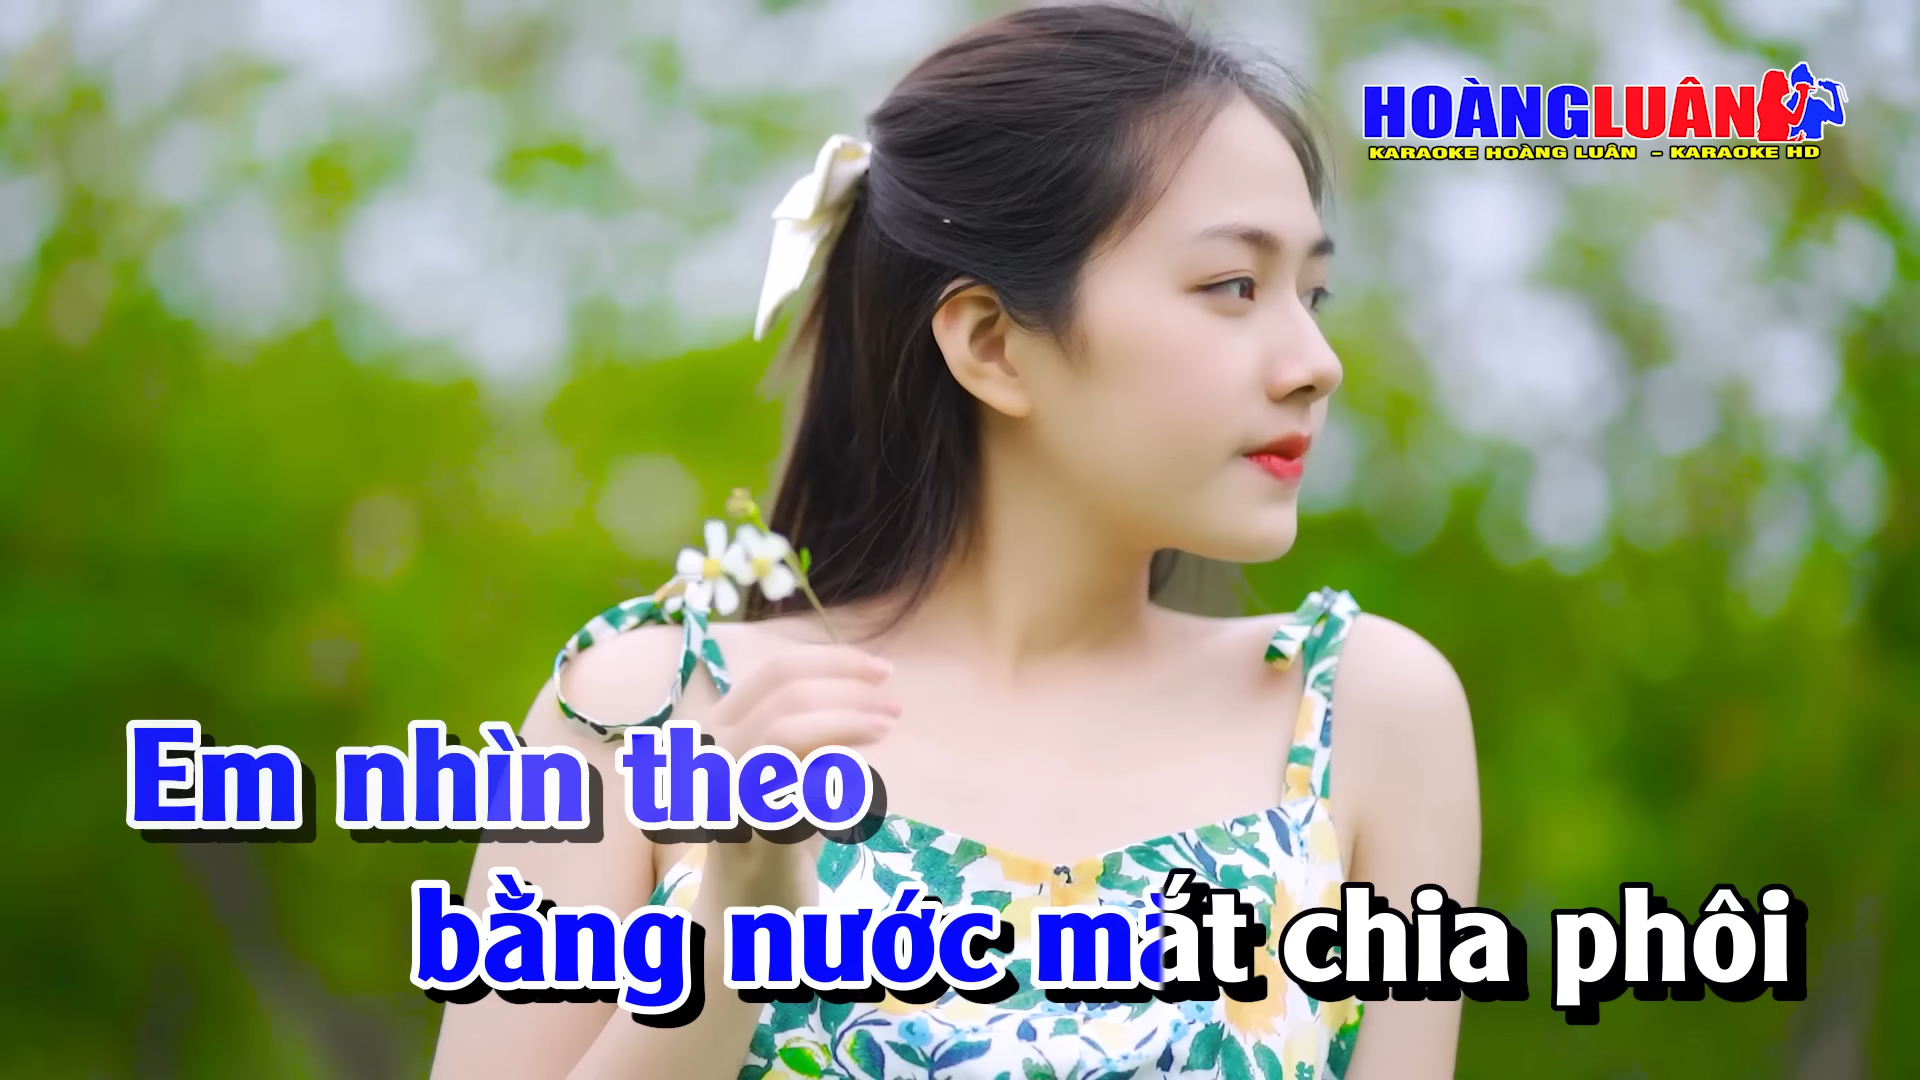 HOÀNGLUÂN
KARAOKE HOÀNG LUÂN - KARAOKE HD
Em nhìn theo
bằng nước mắt chia phôi